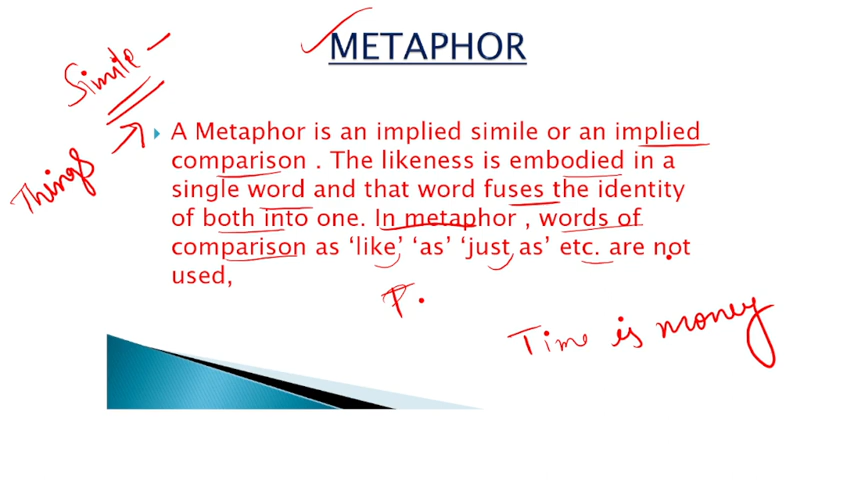 METAPHOR
Simile –
Things
A Metaphor is an implied simile or an implied
comparison . The likeness is embodied in a
single word and that word fuses the identity
of both into one. In metaphor , words of
comparison as ‘like’ ‘as’ ‘just as’ etc. are not
used,
P.
Time is money